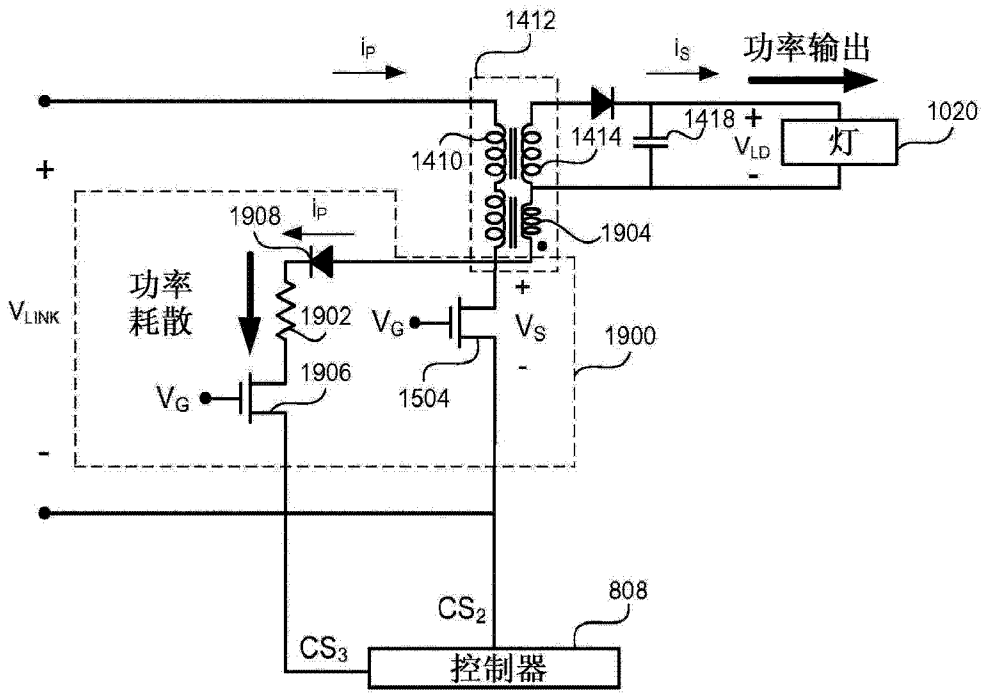 1412
iP
iS
功率输出
+
1410
1414
1418
+
VLD
-
灯
1020
+
1908
iP
1904
功率
耗散
VLINK
1902
VG
+
VS
-
1900
VG
1906
1504
-
CS2
808
CS3
控制器